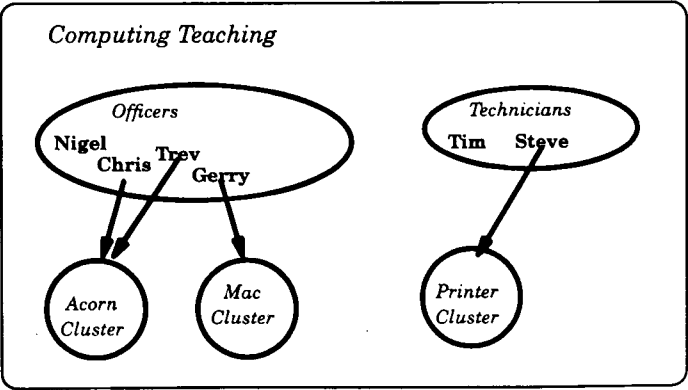 Computing Teaching
Officers
Nigel
Chris
Trev
Gerry
Technicians
Tim Steve
Acorn
Cluster
Mac
Cluster
Printer
Cluster